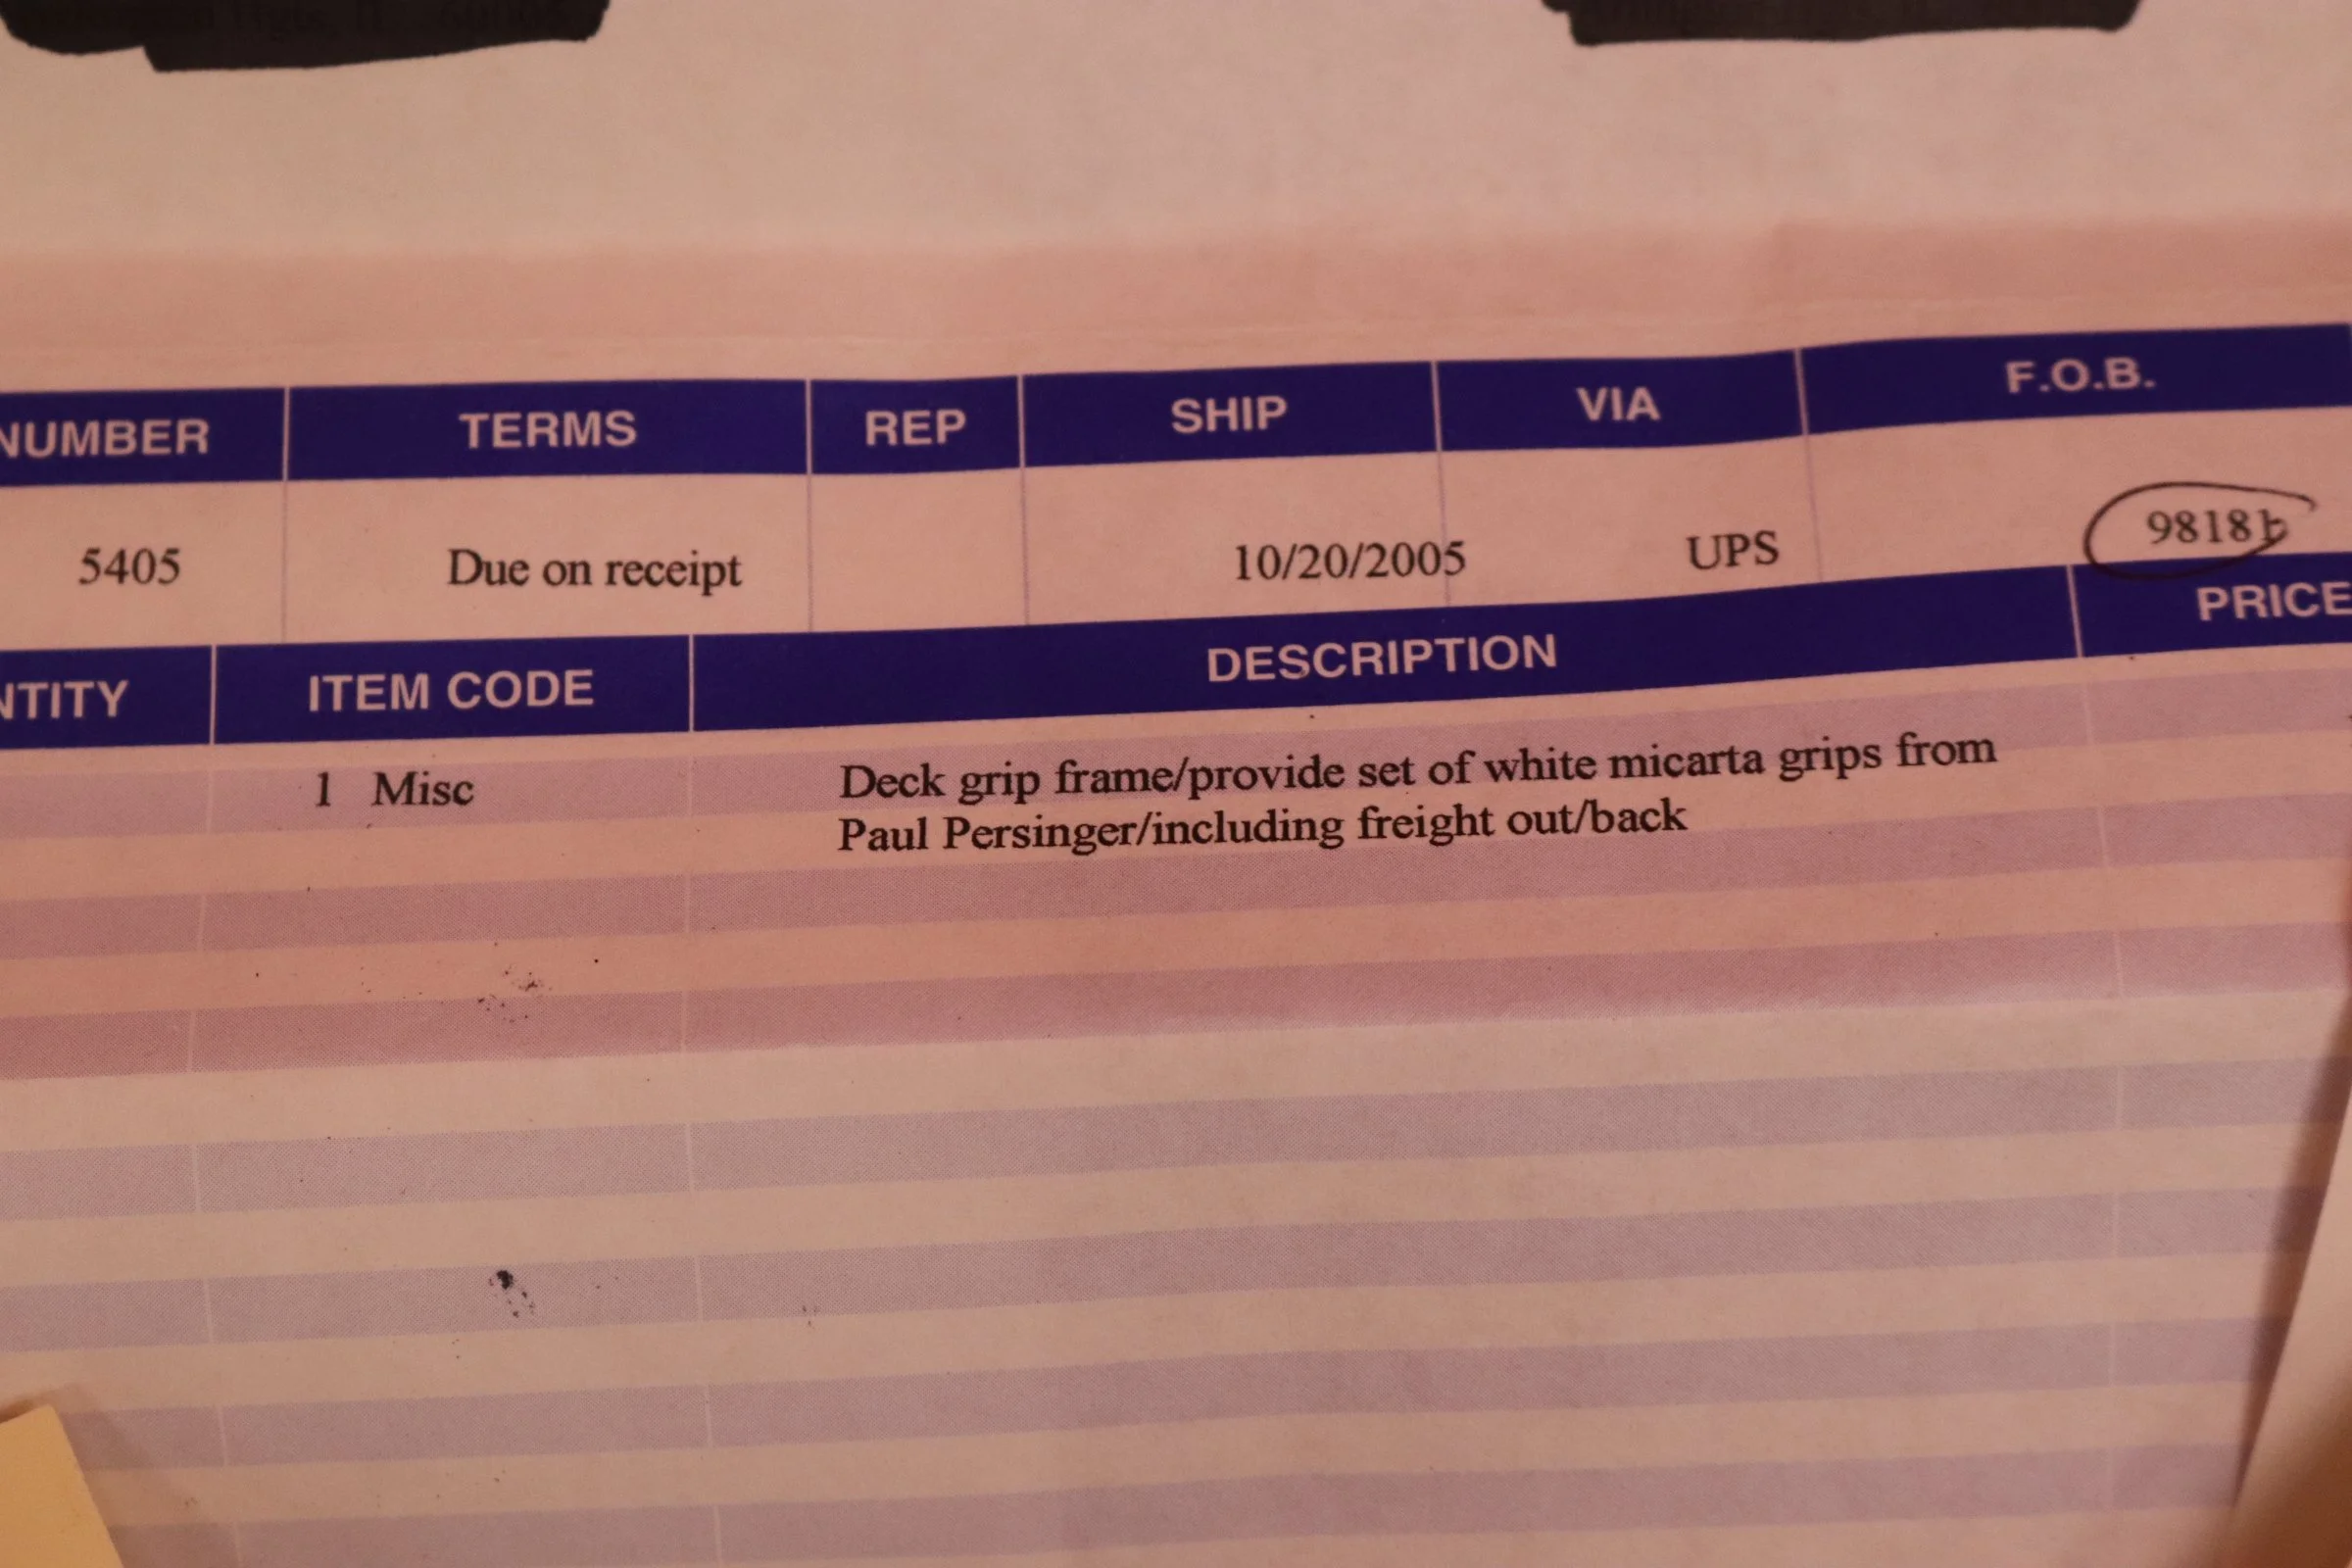 NUMBER TERMS REP SHIP VIA F.O.B.
5405 Due on receipt 10/20/2005 UPS 98181
NTITY ITEM CODE DESCRIPTION PRICE
1 Misc Deck grip frame/provide set of white micarta grips from
Paul Persinger/including freight out/back